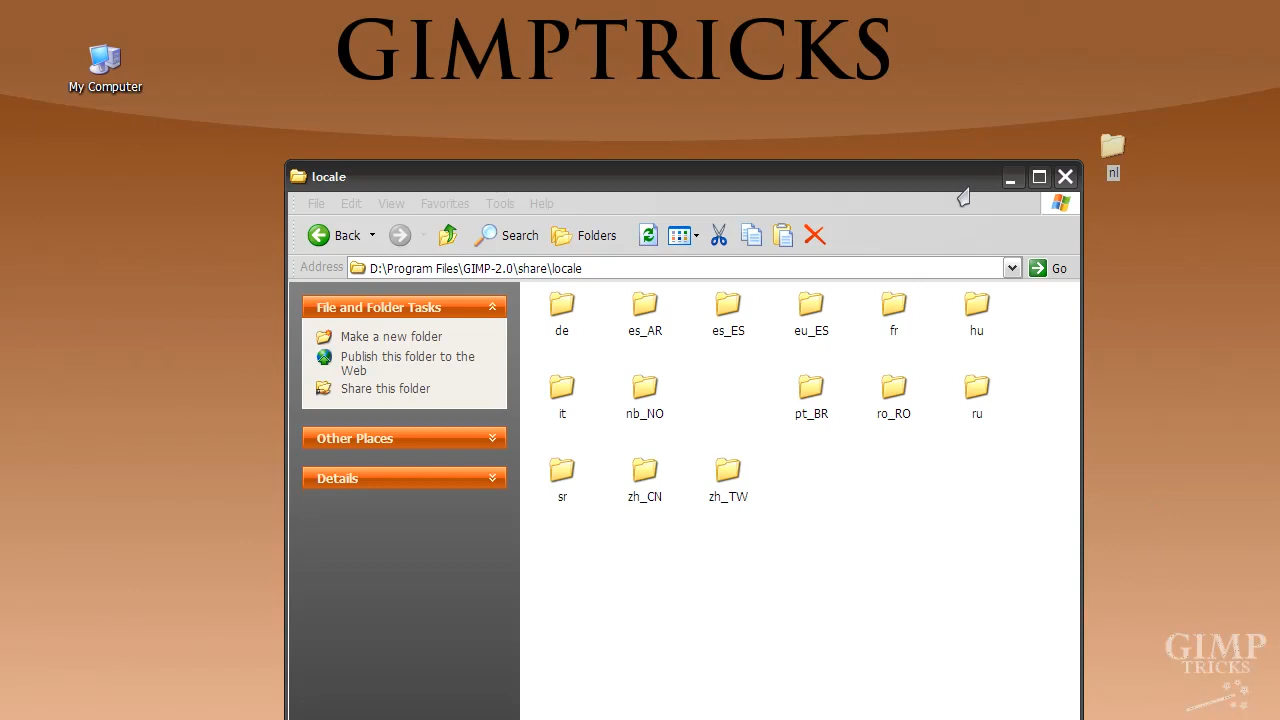 GIMPTRICKS
My Computer
nl
locale
File Edit View Favorites Tools Help
Back Search Folders
Address D:\Program Files\GIMP-2.0\share\locale Go
File and Folder Tasks
Make a new folder
Publish this folder to the
Web
Share this folder
Other Places
Details
de es_AR es_ES eu_ES fr hu
it nb_NO pt_BR ro_RO ru
sr zh_CN zh_TW
GIMP
TRICKS